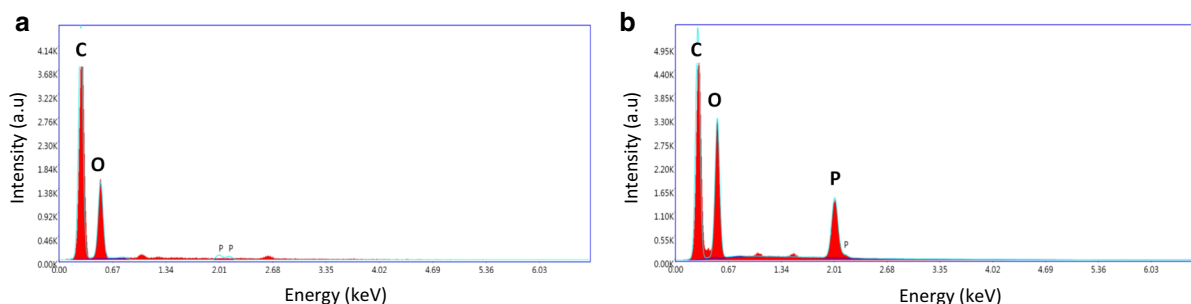 a
C
O
P P
4.14K
3.68K
3.22K
2.76K
2.30K
1.84K
1.38K
0.92K
0.46K
0.00K
0.00 0.67 1.34 2.01 2.68 3.35 4.02 4.69 5.36 6.03
Intensity (a.u)
Energy (keV)
b
C
O
P
P
4.95K
4.40K
3.85K
3.30K
2.75K
2.20K
1.65K
1.10K
0.55K
0.00K
0.00 0.67 1.34 2.01 2.68 3.35 4.02 4.69 5.36 6.03
Intensity (a.u)
Energy (keV)